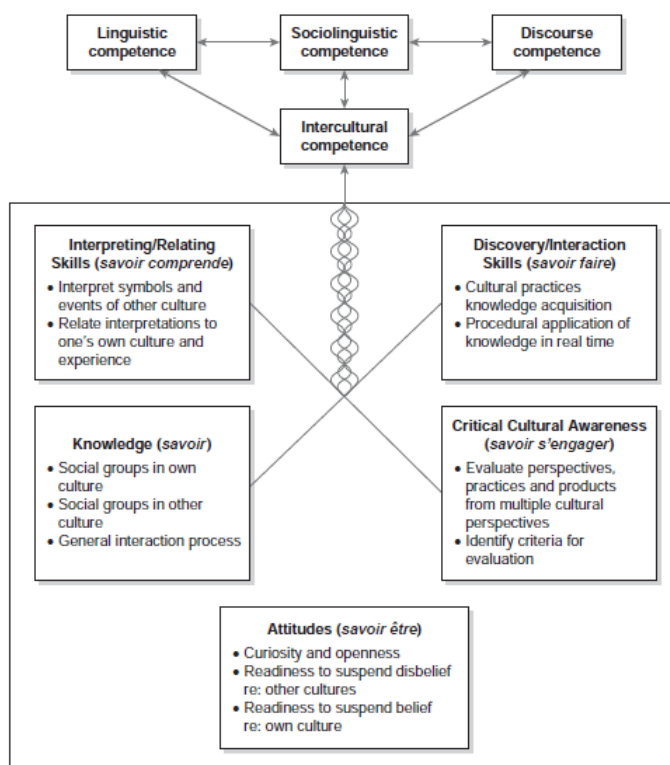 Linguistic
competence
Sociolinguistic
competence
Discourse
competence
Intercultural
competence
Interpreting/Relating
Skills (savoir comprende)
• Interpret symbols and
events of other culture
• Relate interpretations to
one's own culture and
experience
Discovery/Interaction
Skills (savoir faire)
• Cultural practices
knowledge acquisition
• Procedural application of
knowledge in real time
Knowledge (savoir)
• Social groups in own
culture
• Social groups in other
culture
• General interaction process
Critical Cultural Awareness
(savoir s'engager)
• Evaluate perspectives,
practices and products
from multiple cultural
perspectives
• Identify criteria for
evaluation
Attitudes (savoir être)
• Curiosity and openness
• Readiness to suspend disbelief
re: other cultures
• Readiness to suspend belief
re: own culture